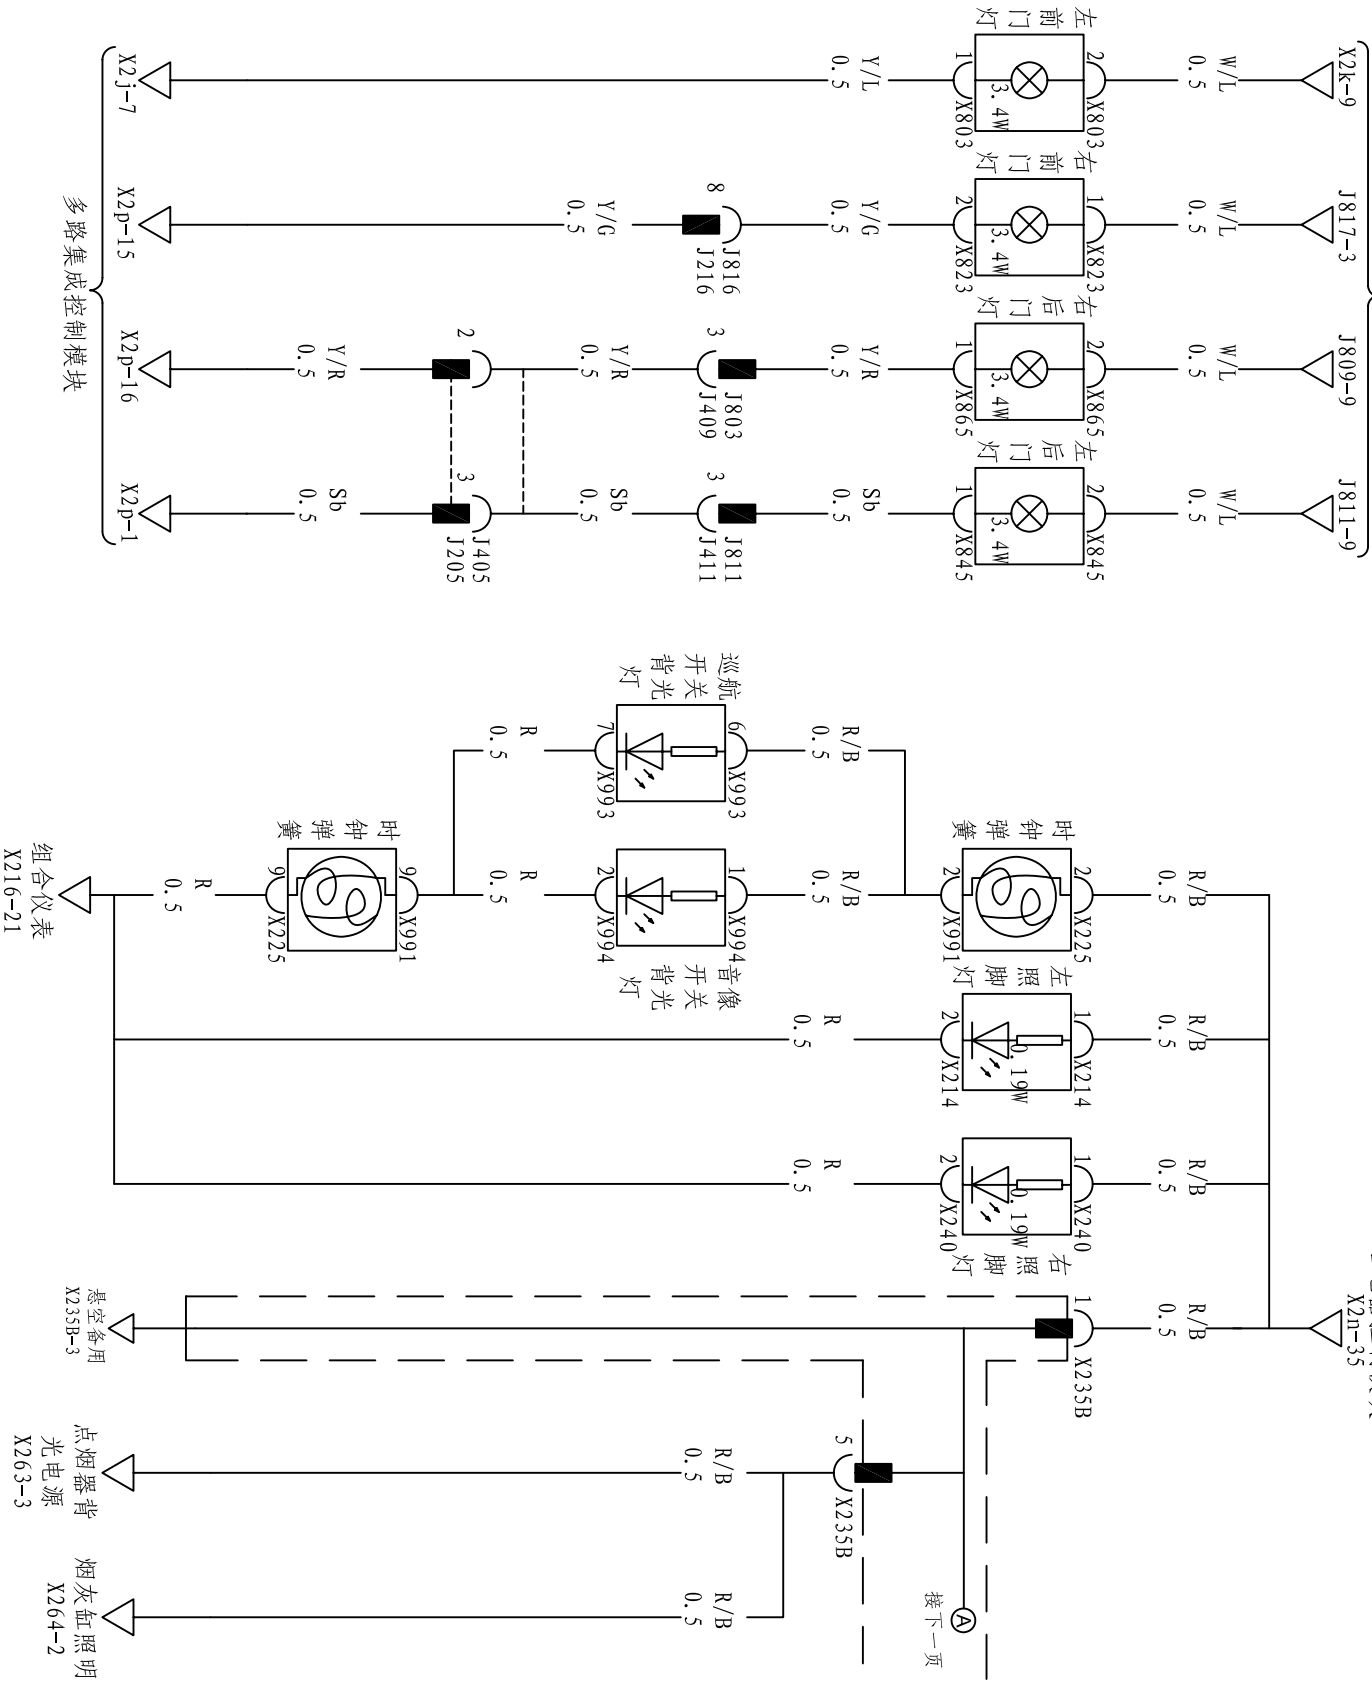 X2k-9
W/L
0.5
2
X803
左前门灯
3.4W
1
X803
Y/L
0.5
X2j-7
J817-3
W/L
0.5
1
X823
右前门灯
3.4W
2
X823
Y/G
0.5
8
J816
J216
Y/G
0.5
X2p-15
J809-9
W/L
0.5
2
X865
右后门灯
3.4W
1
X865
Y/R
0.5
3
J803
J409
Y/R
0.5
2
Y/R
0.5
X2p-16
J811-9
W/L
0.5
2
X845
左后门灯
3.4W
1
X845
Sb
0.5
3
J811
J411
Sb
0.5
3
J405
J205
Sb
0.5
X2p-1
多路集成控制模块
X2n-35
巡航
开关
背光
灯
R/B
0.5
6
X993
7
X993
R
0.5
R/B
0.5
2
X225
时钟弹簧
2
X991
R/B
0.5
1
X994
2
X994
音像
开关
背光
灯
R
0.5
9
X991
时钟弹簧
9
X225
R
0.5
组合仪表
X216-21
R/B
0.5
1
X214
左照脚灯
0.19W
2
X214
R
0.5
R/B
0.5
1
X240
右照脚灯
0.19W
2
X240
R
0.5
R/B
0.5
1
X235B
悬空备用
X235B-3
5
X235B
R/B
0.5
点烟器背
光电源
X263-3
R/B
0.5
烟灰缸照明
X264-2
A
接下一页